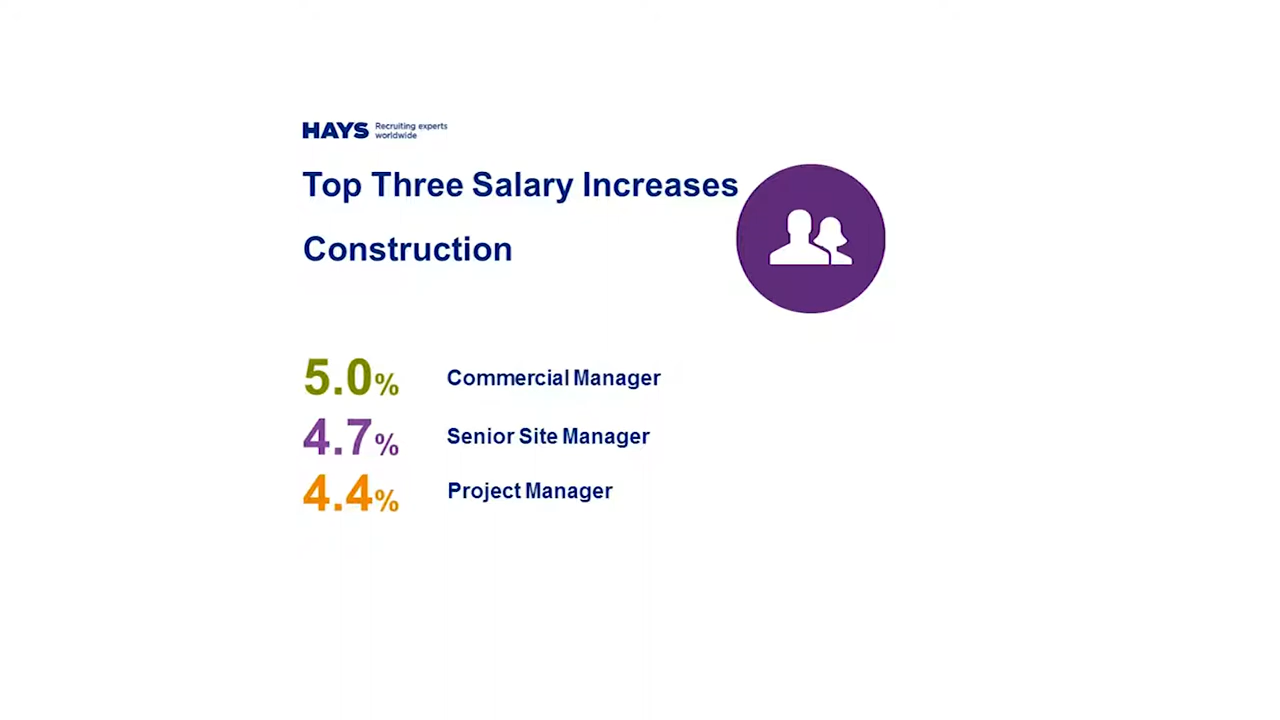 HAYS Recruiting experts
worldwide
Top Three Salary Increases
Construction
5.0% Commercial Manager
4.7% Senior Site Manager
4.4% Project Manager